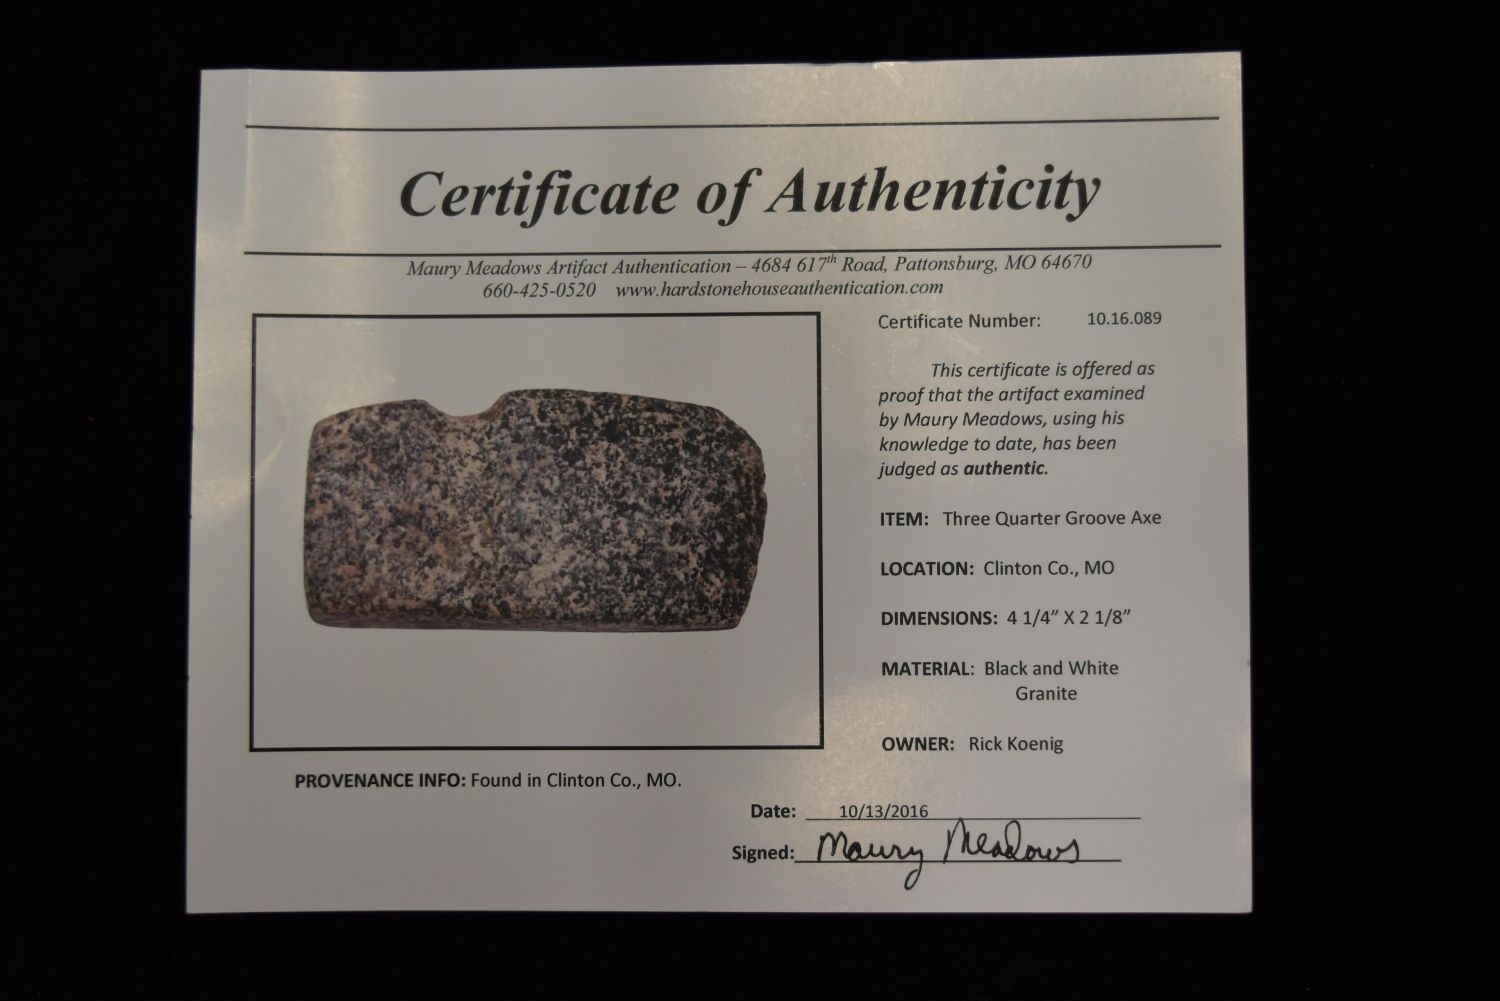 Certificate of Authenticity
Maury Meadows Artifact Authentication – 4684 617th Road, Pattonsburg, MO 64670
660-425-0520 www.hardstonehouseauthentication.com
Certificate Number: 10.16.089
This certificate is offered as
proof that the artifact examined
by Maury Meadows, using his
knowledge to date, has been
judged as authentic.
ITEM: Three Quarter Groove Axe
LOCATION: Clinton Co., MO
DIMENSIONS: 4 1/4” X 2 1/8”
MATERIAL: Black and White
Granite
OWNER: Rick Koenig
PROVENANCE INFO: Found in Clinton Co., MO.
Date: 10/13/2016
Signed: Maury Meadows